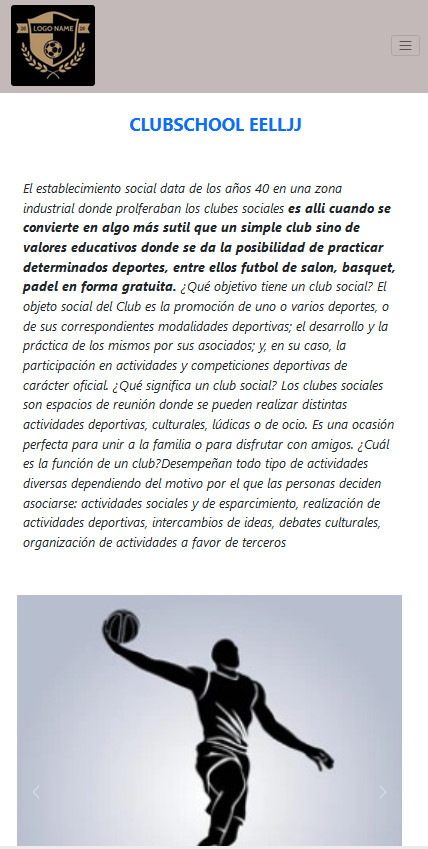 LOGO NAME
20 20
CLUBSCHOOL EELLJJ
El establecimiento social data de los años 40 en una zona
industrial donde prolferaban los clubes sociales es alli cuando se
convierte en algo más sutil que un simple club sino de
valores educativos donde se da la posibilidad de practicar
determinados deportes, entre ellos futbol de salon, basquet,
padel en forma gratuita. ¿Qué objetivo tiene un club social? El
objeto social del Club es la promoción de uno o varios deportes, o
de sus correspondientes modalidades deportivas; el desarrollo y la
práctica de los mismos por sus asociados; y, en su caso, la
participación en actividades y competiciones deportivas de
carácter oficial. ¿Qué significa un club social? Los clubes sociales
son espacios de reunión donde se pueden realizar distintas
actividades deportivas, culturales, lúdicas o de ocio. Es una ocasión
perfecta para unir a la familia o para disfrutar con amigos. ¿Cuál
es la función de un club?Desempeñan todo tipo de actividades
diversas dependiendo del motivo por el que las personas deciden
asociarse: actividades sociales y de esparcimiento, realización de
actividades deportivas, intercambios de ideas, debates culturales,
organización de actividades a favor de terceros